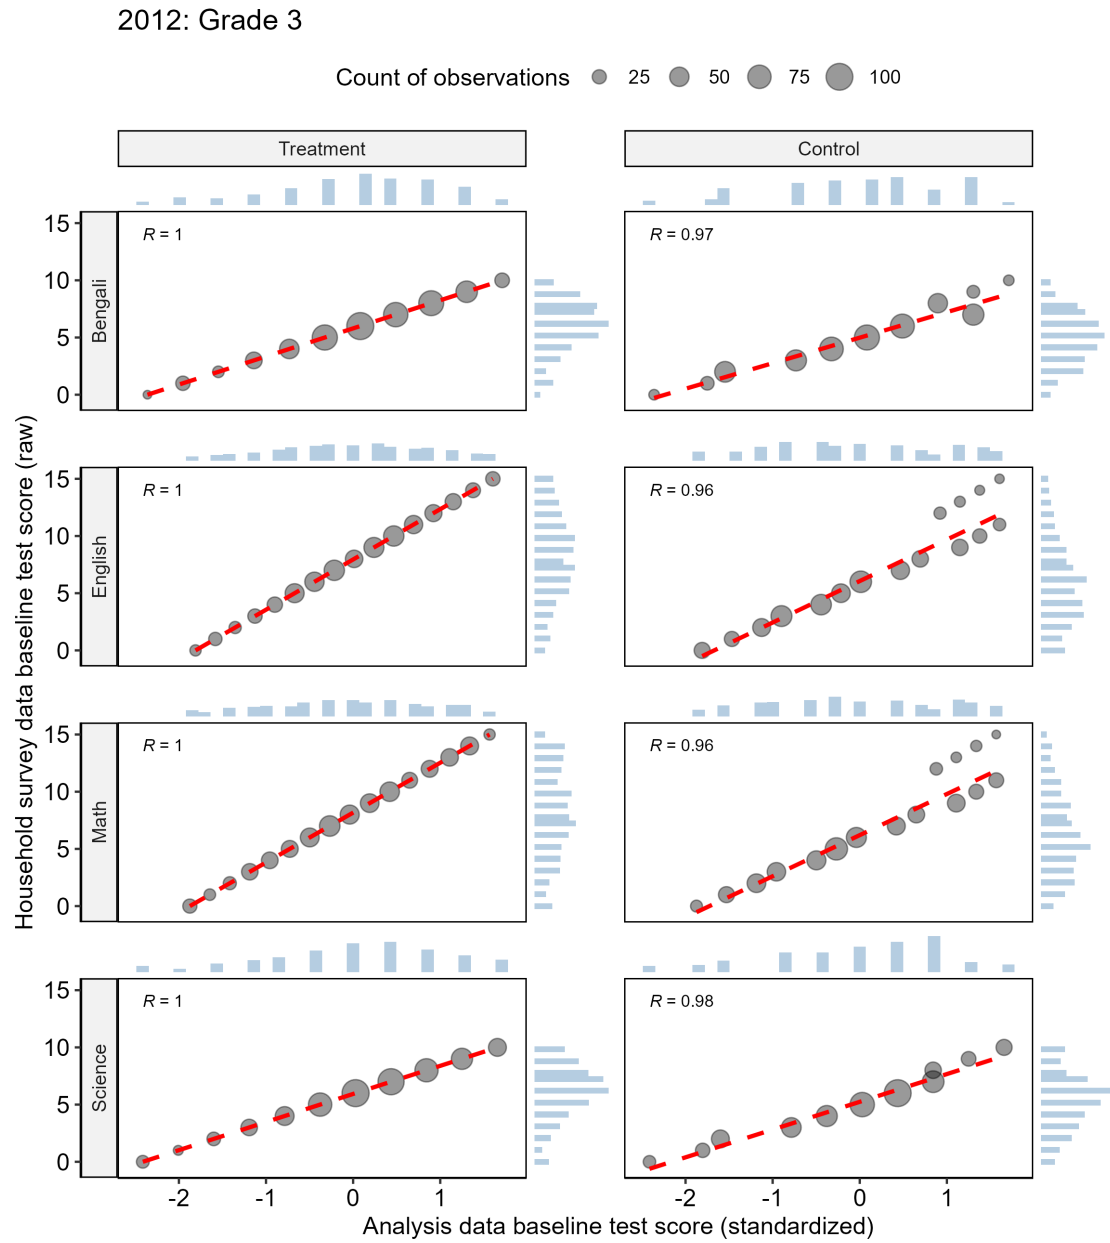 2012: Grade 3
Count of observations 25 50 75 100
Treatment Control
Household survey data baseline test score (raw)
Bengali
15
10
5
0
R = 1
R = 0.97
English
15
10
5
0
R = 1
R = 0.96
Math
15
10
5
0
R = 1
R = 0.96
Science
15
10
5
0
R = 1
R = 0.98
-2 -1 0 1 -2 -1 0 1
Analysis data baseline test score (standardized)